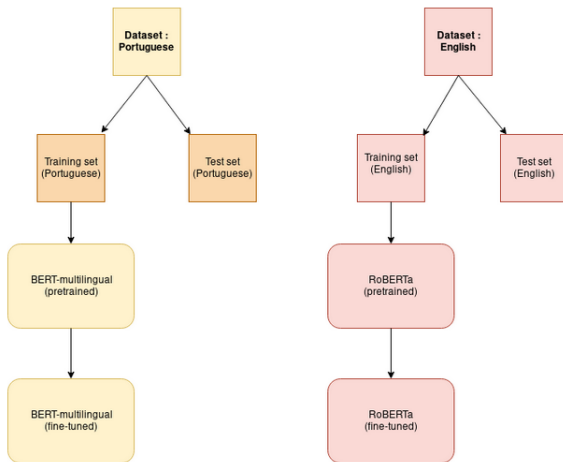 Dataset :
Portuguese
Dataset :
English
Training set
(Portuguese)
Test set
(Portuguese)
Training set
(English)
Test set
(English)
BERT-multilingual
(pretrained)
RoBERTa
(pretrained)
BERT-multilingual
(fine-tuned)
RoBERTa
(fine-tuned)